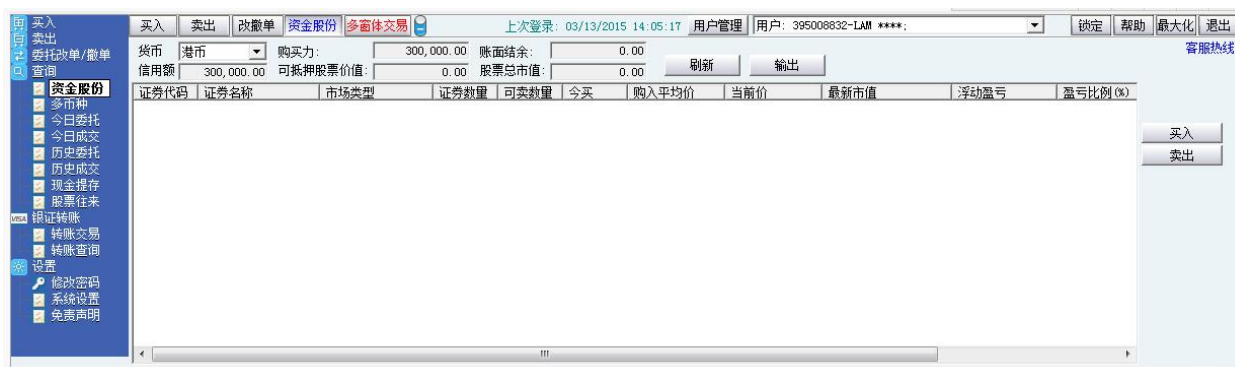 买入 卖出 改撤单 资金股份 多窗体交易 上次登录: 03/13/2015 14:05:17 用户管理 用户: 395008832-LAM ****; 锁定 帮助 最大化 退出
货币 港币 购买力: 300,000.00 账面结余: 0.00 客服热线
信用额 300,000.00 可抵押股票价值: 0.00 股票总市值: 0.00 刷新 输出
证券代码 证券名称 市场类型 证券数量 可卖数量 今买 购入平均价 当前价 最新市值 浮动盈亏 盈亏比例(%)
买入
卖出
委托改单/撤单
查询
资金股份
多币种
今日委托
今日成交
历史委托
历史成交
现金提存
股票往来
VISA 银证转账
转账交易
转账查询
设置
修改密码
系统设置
免责声明
买入
卖出